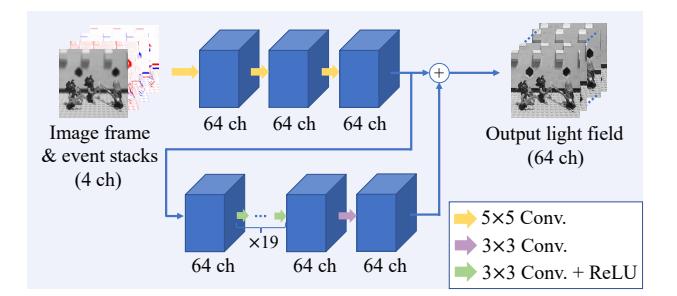 64 ch 64 ch 64 ch
+
Image frame
& event stacks
(4 ch)
Output light field
(64 ch)
...
×19
64 ch 64 ch 64 ch
5×5 Conv.
3×3 Conv.
3×3 Conv. + ReLU